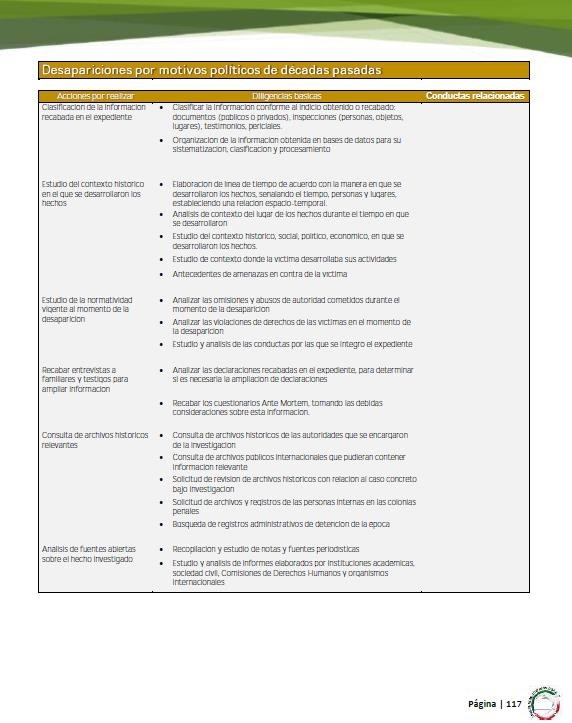 Desapariciones por motivos políticos de décadas pasadas
Acciones por realizar
Diligencias basicas
Conductas relacionadas
Clasificacion de la informacion
recabada en el expediente
• Clasificar la informacion conforme al indicio obtenido o recabado:
documentos (publicos o privados), inspecciones (personas, objetos,
lugares), testimonios, periciales.
• Organizacion de la informacion obtenida en bases de datos para su
sistematizacion, clasificacion y procesamiento
Estudio del contexto historico
en el que se desarrollaron los
hechos
• Elaboracion de linea de tiempo de acuerdo con la manera en que se
desarrollaron los hechos, senalando el tiempo, personas y lugares,
estableciendo una relacion espacio-temporal.
• Analisis de contexto del lugar de los hechos durante el tiempo en que
se desarrollaron
• Estudio del contexto historico, social, politico, economico, en que se
desarrollaron los hechos.
• Estudio de contexto donde la victima desarrollaba sus actividades
• Antecedentes de amenazas en contra de la victima
Estudio de la normatividad
vigente al momento de la
desaparicion
• Analizar las omisiones y abusos de autoridad cometidos durante el
momento de la desaparicion
• Analizar las violaciones de derechos de las victimas en el momento de
la desaparicion
• Estudio y analisis de las conductas por las que se integro el expediente
Recabar entrevistas a
familiares y testigos para
ampliar informacion
• Analizar las declaraciones recabadas en el expediente, para determinar
si es necesaria la ampliacion de declaraciones
• Recabar los cuestionarios Ante Mortem, tomando las debidas
consideraciones sobre esta informacion.
Consulta de archivos historicos
relevantes
• Consulta de archivos historicos de las autoridades que se encargaron
de la investigacion
• Consulta de archivos publicos internacionales que pudieran contener
informacion relevante
• Solicitud de revision de archivos historicos con relacion al caso concreto
bajo investigacion
• Solicitud de archivos y registros de las personas internas en las colonias
penales
• Busqueda de registros administrativos de detencion de la epoca
Analisis de fuentes abiertas
sobre el hecho investigado
• Recopilacion y estudio de notas y fuentes periodisticas
• Estudio y analisis de informes elaborados por instituciones academicas,
sociedad civil, Comisiones de Derechos Humanos y organismos
internacionales
Página | 117